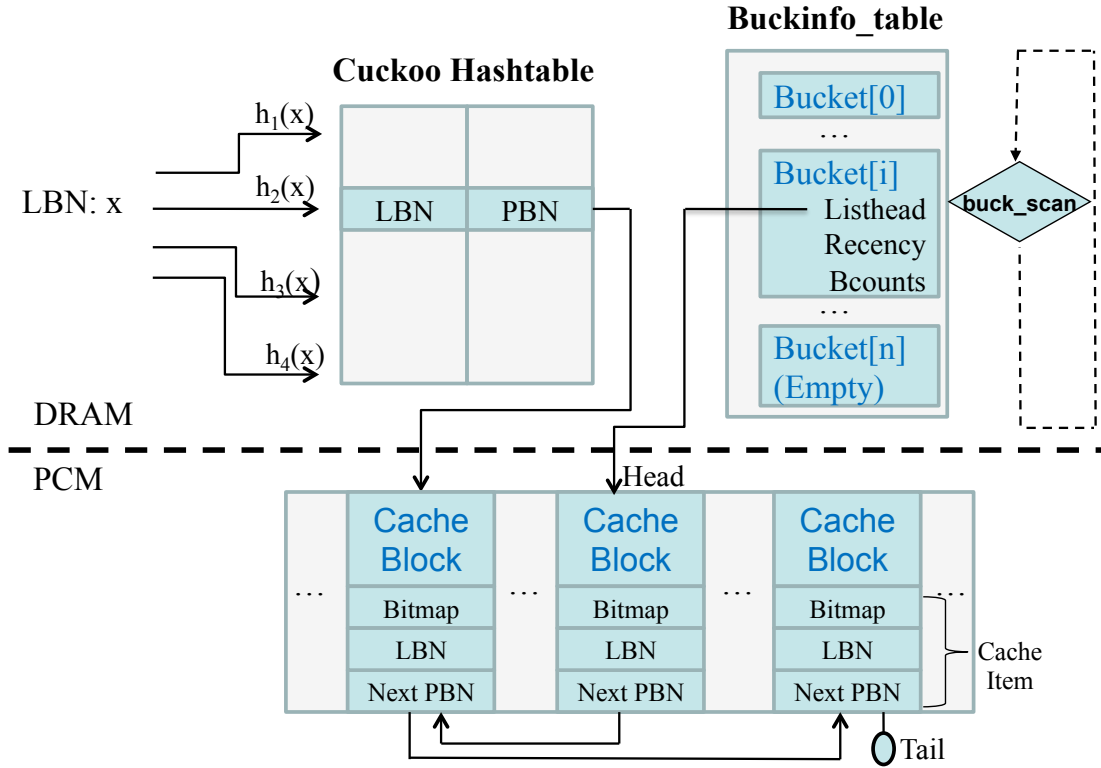 Buckinfo_table
Cuckoo Hashtable
Bucket[0]
...
h1(x)
Bucket[i]
LBN: x
h2(x)
LBN
PBN
Listhead
buck_scan
Recency
h3(x)
Bcounts
...
h4(x)
Bucket[n]
(Empty)
DRAM
PCM
Head
Cache
Block
Cache
Block
Cache
Block
...
...
...
...
Bitmap
Bitmap
Bitmap
LBN
LBN
LBN
Cache
Item
Next PBN
Next PBN
Next PBN
Tail